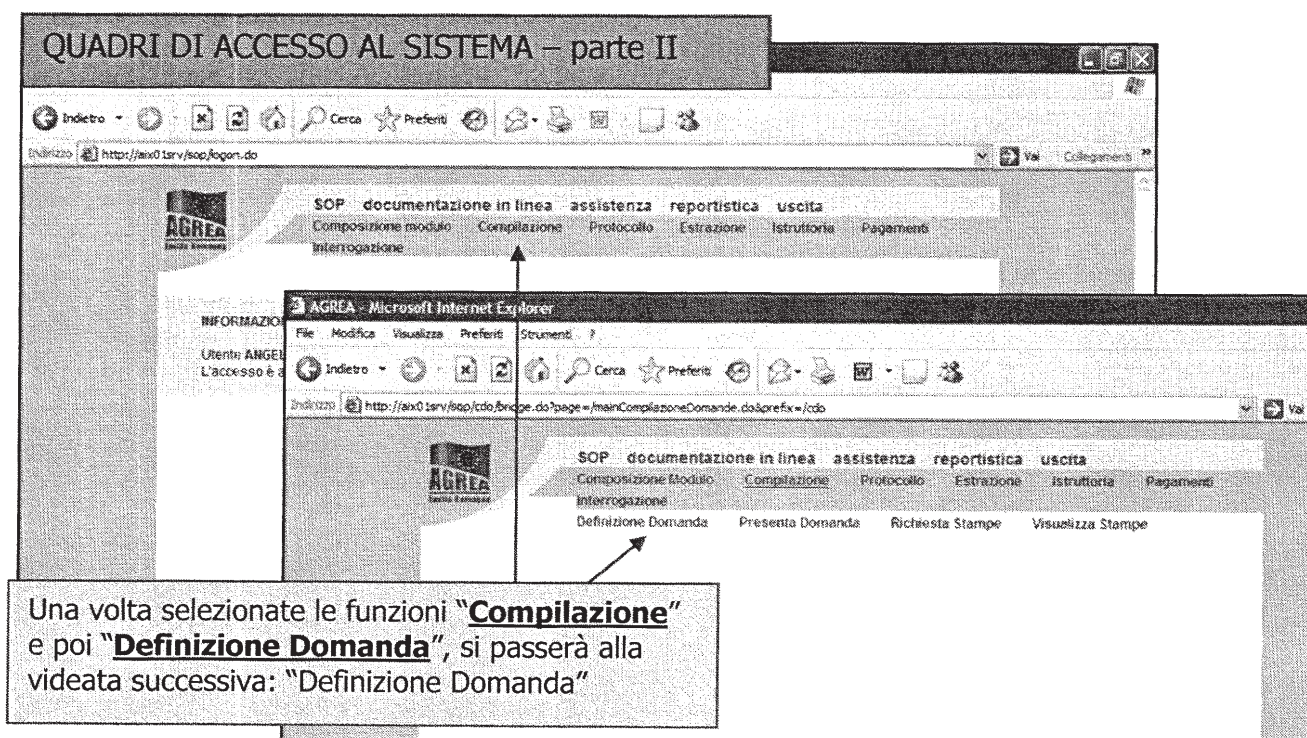 QUADRI DI ACCESSO AL SISTEMA – parte II
Indietro
Cerca
Preferiti
Indirizzo
http://aix01srv/sop/logon.do
Vai
Collegamenti
AGREA
Emilia Romagna
SOP documentazione in linea assistenza reportistica uscita
Composizione modulo Compilazione Protocollo Estrazione Istruttoria Pagamenti
Interrogazione
INFORMAZIO
Utente ANGEL
L'accesso è a
AGREA - Microsoft Internet Explorer
File Modifica Visualizza Preferiti Strumenti ?
Indietro
Cerca
Preferiti
Indirizzo
http://aix01srv/sop/cdo/bridge.do?page=/mainCompilazioneDomande.do&prefix=/cdo
Vai
AGREA
Emilia Romagna
SOP documentazione in linea assistenza reportistica uscita
Composizione Modulo Compilazione Protocollo Estrazione Istruttoria Pagamenti
Interrogazione
Definizione Domanda Presenta Domanda Richiesta Stampe Visualizza Stampe
Una volta selezionate le funzioni “Compilazione”
e poi “Definizione Domanda”, si passerà alla
videata successiva: “Definizione Domanda”